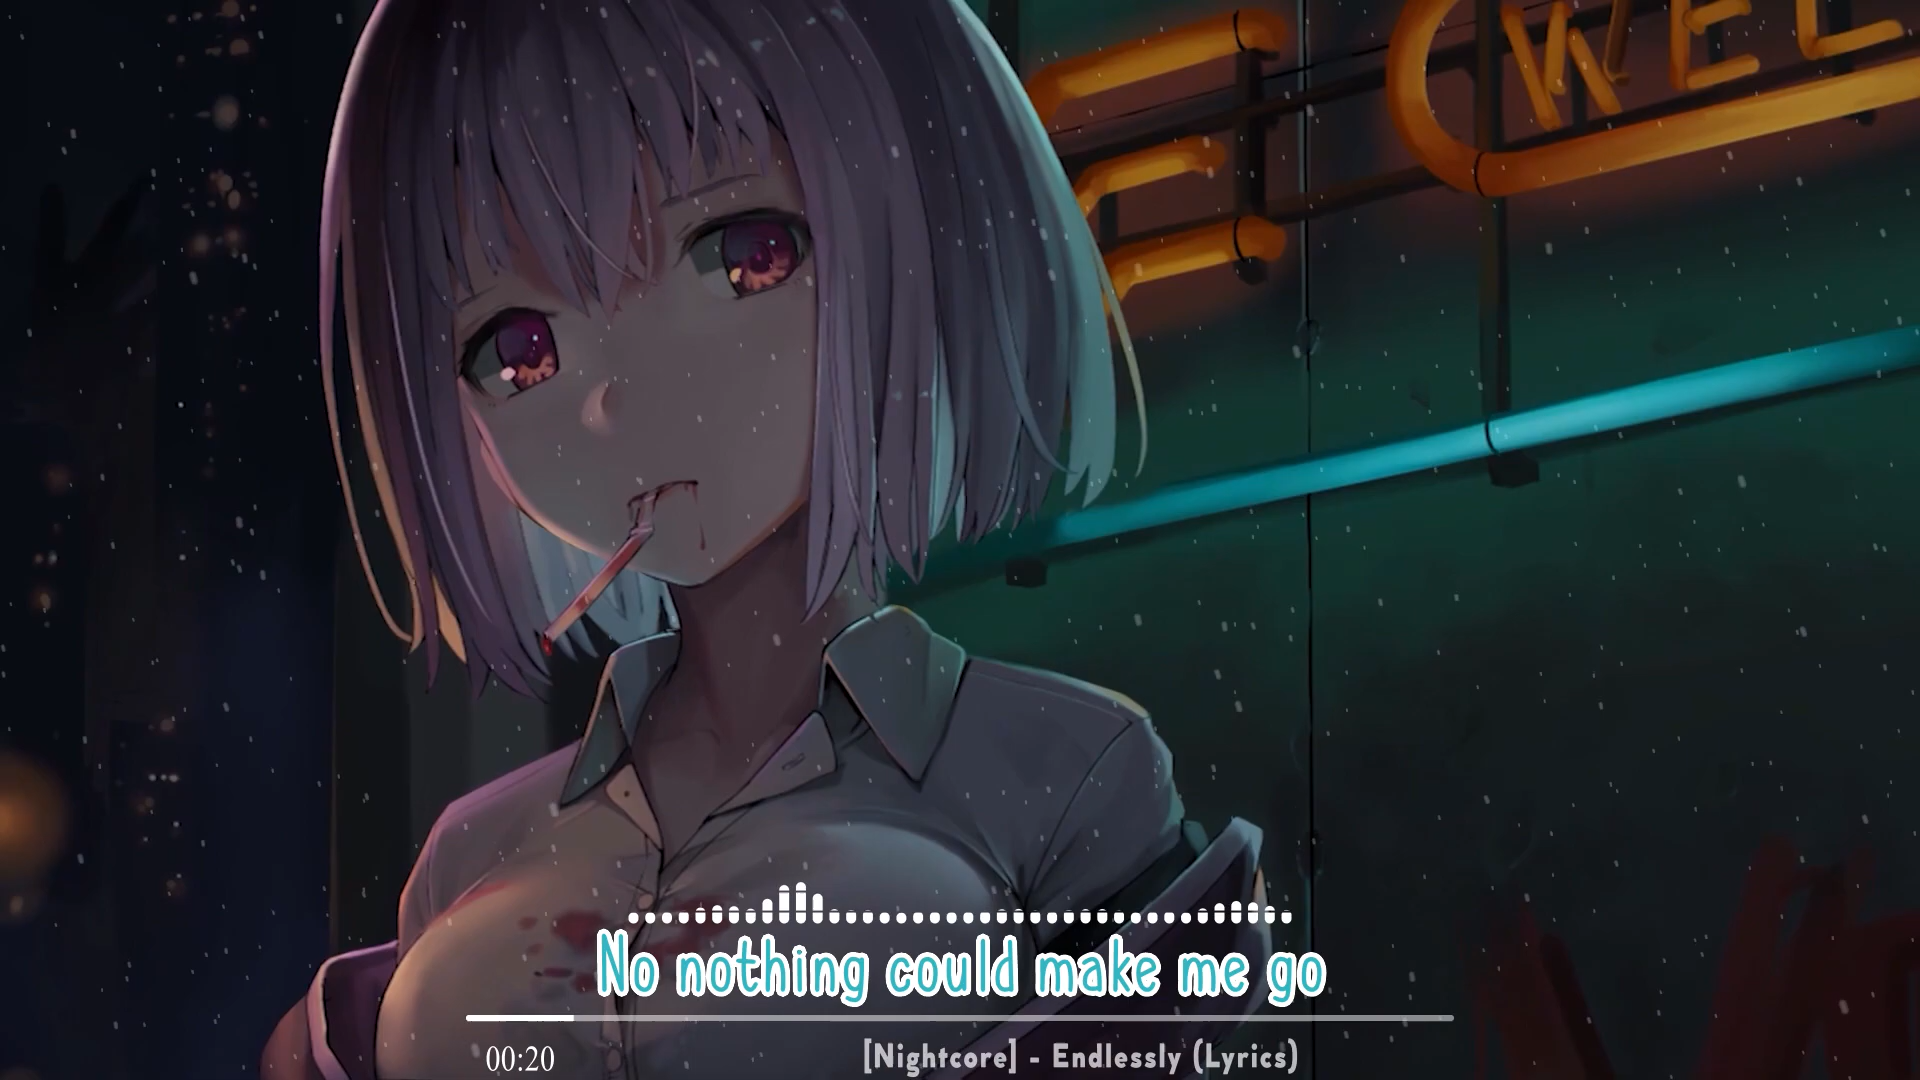 WEL
No nothing could make me go
00:20
[Nightcore] - Endlessly (Lyrics)